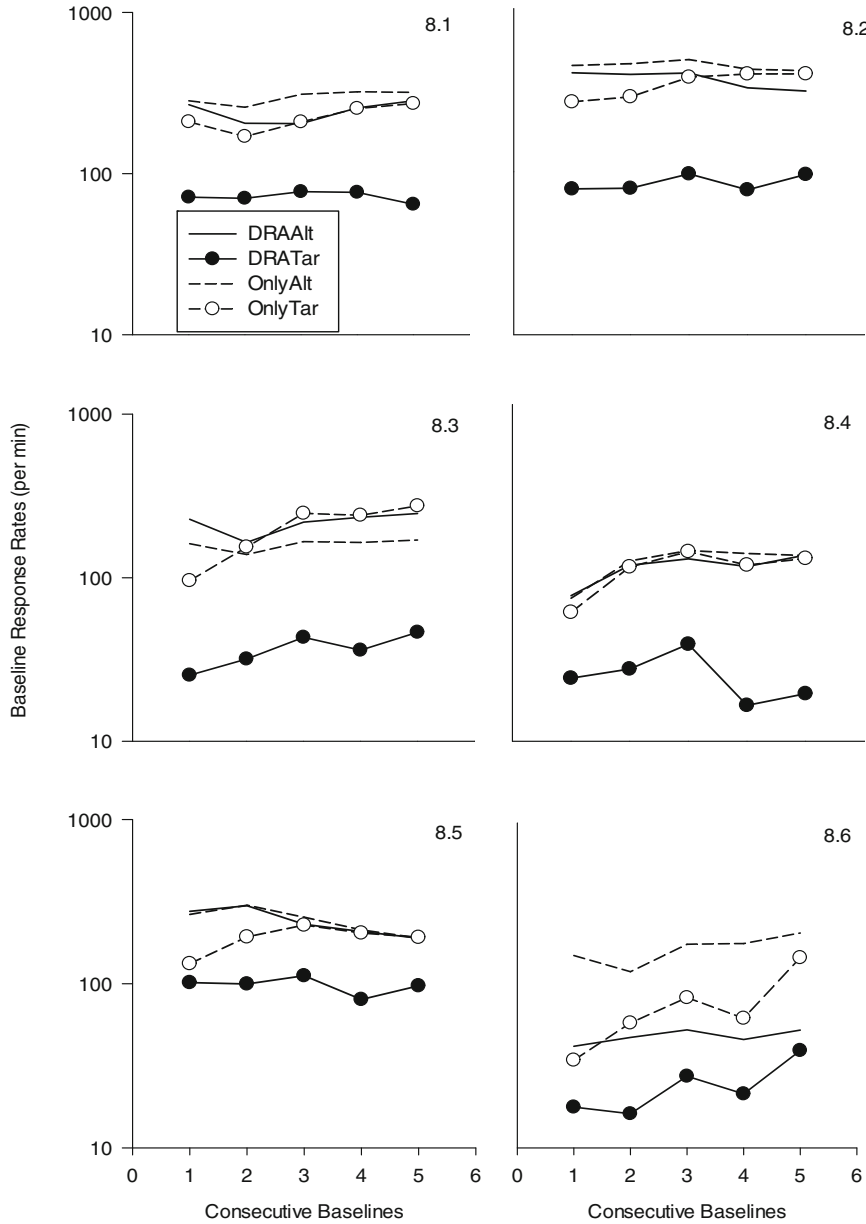 1000
100
10
8.1
DRAAlt
DRATar
OnlyAlt
OnlyTar
8.2
Baseline Response Rates (per min)
1000
100
10
8.3
8.4
1000
100
10
8.5
8.6
0 1 2 3 4 5 6
0 1 2 3 4 5 6
Consecutive Baselines
Consecutive Baselines